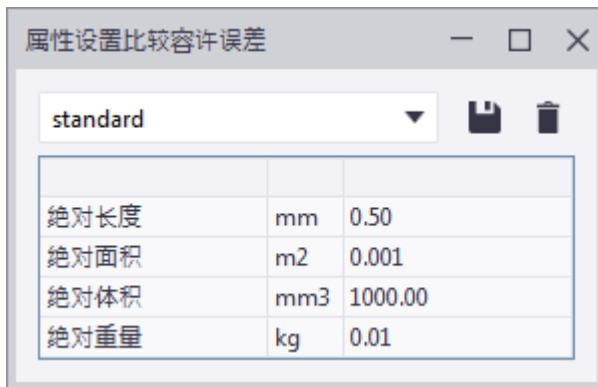 属性设置比较容许误差
standard
绝对长度 mm 0.50
绝对面积 m2 0.001
绝对体积 mm3 1000.00
绝对重量 kg 0.01